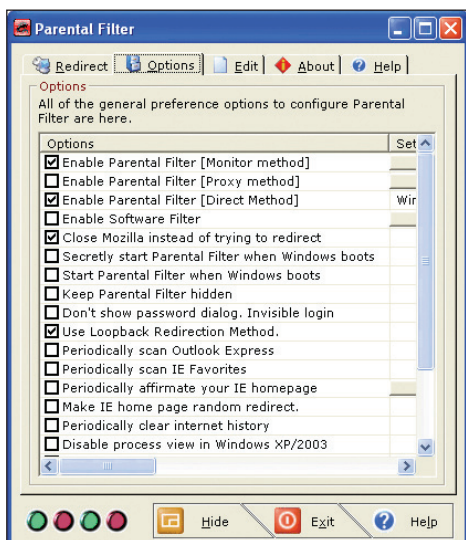 Parental Filter
Redirect Options Edit About Help
Options
All of the general preference options to configure Parental
Filter are here.
Options Set
Enable Parental Filter [Monitor method]
Enable Parental Filter [Proxy method]
Enable Parental Filter [Direct Method] Wir
Enable Software Filter
Close Mozilla instead of trying to redirect
Secretly start Parental Filter when Windows boots
Start Parental Filter when Windows boots
Keep Parental Filter hidden
Don't show password dialog. Invisible login
Use Loopback Redirection Method.
Periodically scan Outlook Express
Periodically scan IE Favorites
Periodically affirmate your IE homepage
Make IE home page random redirect.
Periodically clear internet history
Disable process view in Windows XP/2003
Hide Exit Help